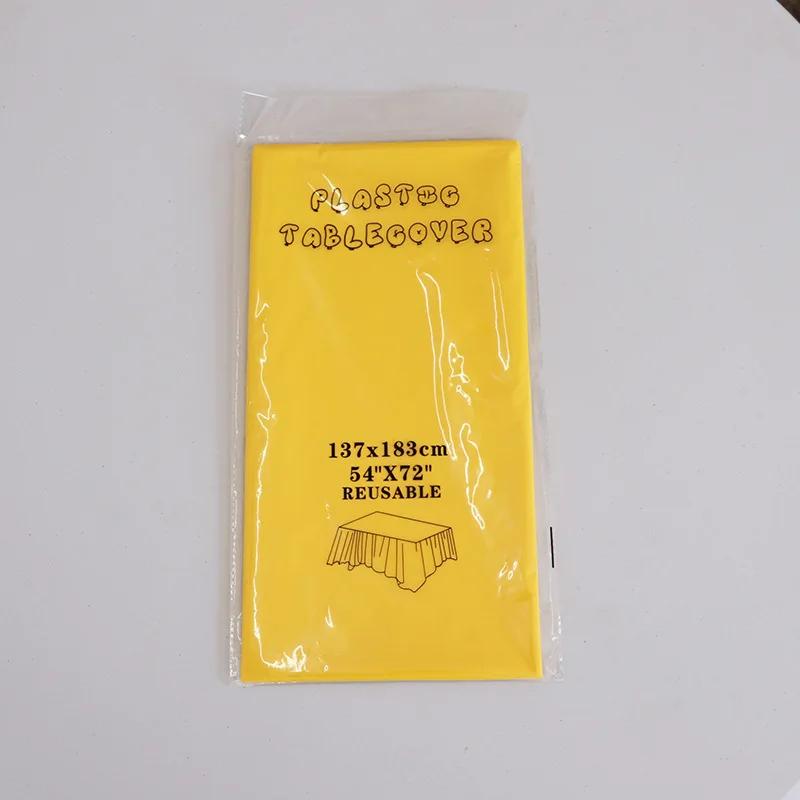 PLASTIC
TABLECOVER
137x183cm
54"X72"
REUSABLE